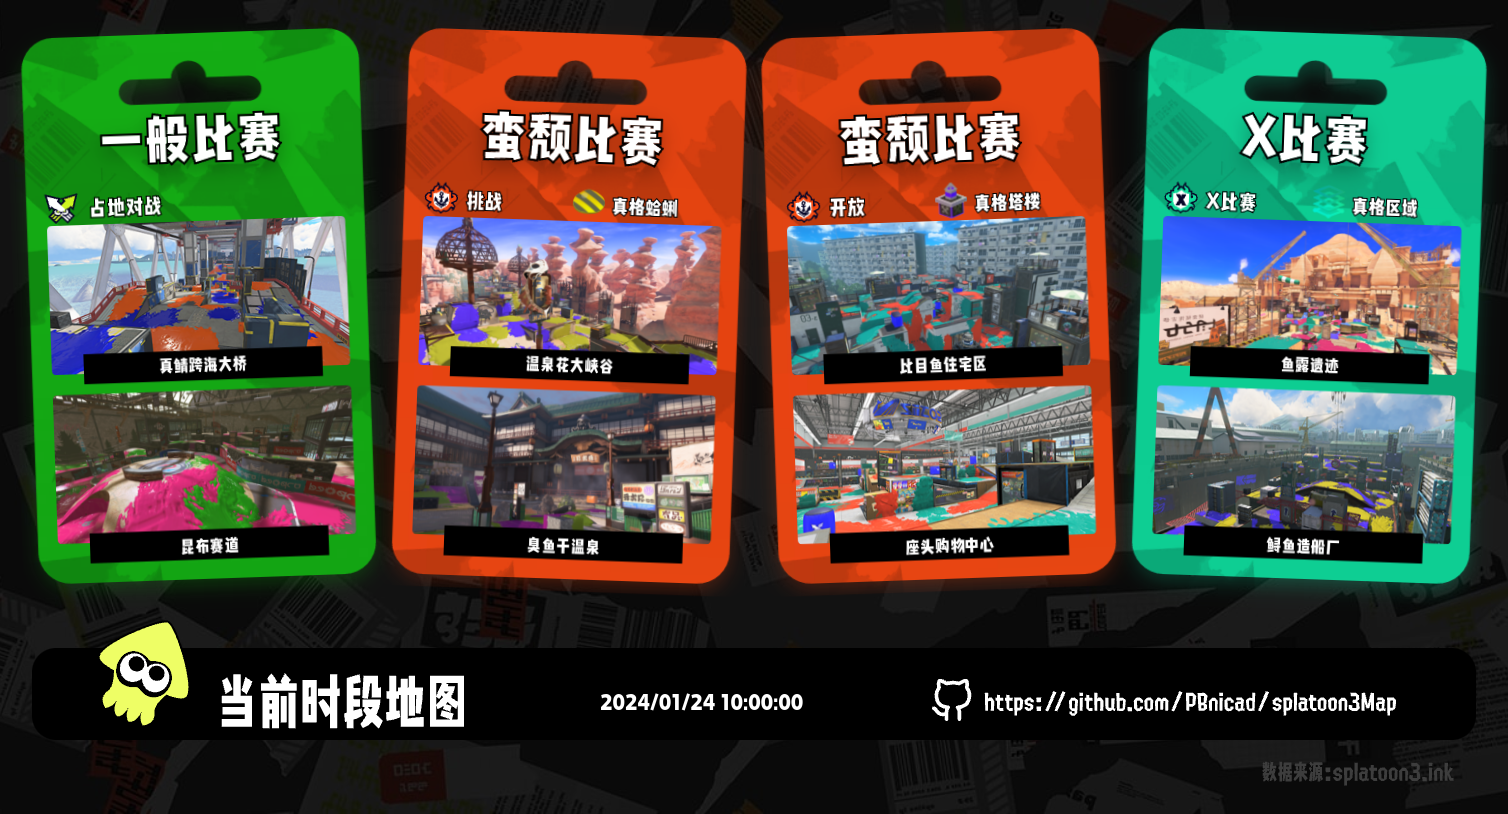 一般比赛
占地对战
真鲷跨海大桥
昆布赛道
蛮颓比赛
挑战
真格蛤蜊
温泉花大峡谷
臭鱼干温泉
蛮颓比赛
开放
真格塔楼
比目鱼住宅区
座头购物中心
X比赛
X比赛
真格区域
鱼露遗迹
鲟鱼造船厂
当前时段地图
2024/01/24 10:00:00
https://github.com/PBnicad/splatoon3Map
数据来源:splatoon3.ink